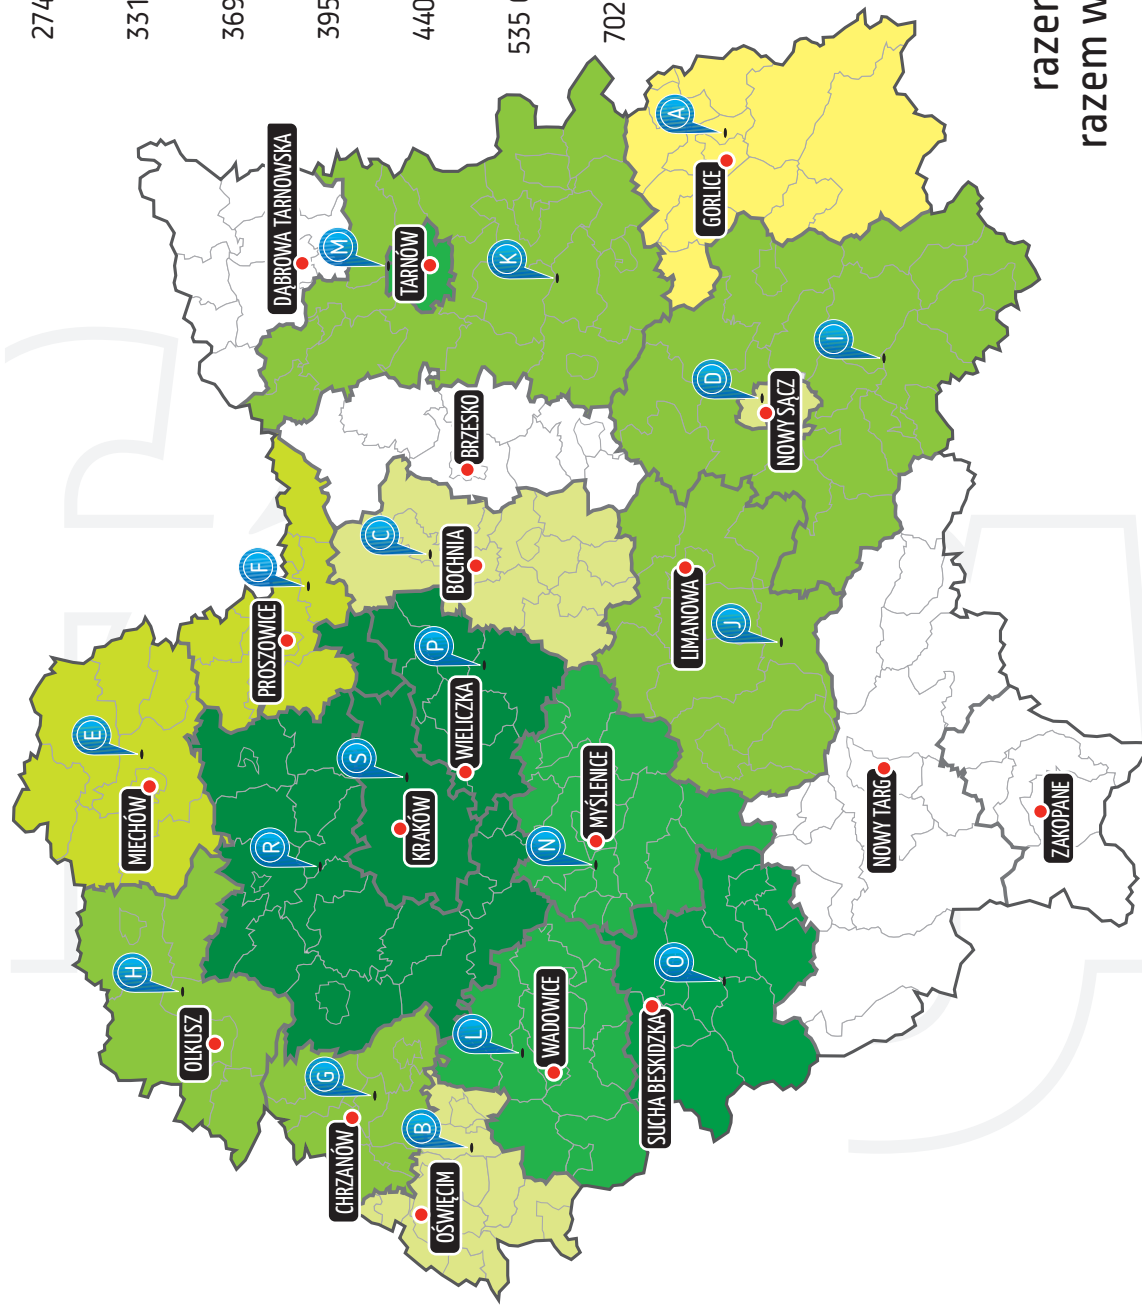 274
E
H
MIECHÓW
331
OLKUSZ
369
F
PROSZOWICE
R
DĄBROWA TARNOWSKA
G
395
M
CHRZANÓW
S
C
TARNÓW
B
KRAKÓW
440
P
OŚWIĘCIM
BOCHNIA
WIELICZKA
BRZESKO
L
K
535
N
WADOWICE
MYŚLENICE
702
SUCHA BESKIDZKA
O
A
LIMANOWA
GORLICE
D
J
NOWY SĄCZ
I
NOWY TARG
ZAKOPANE
razem
razem w